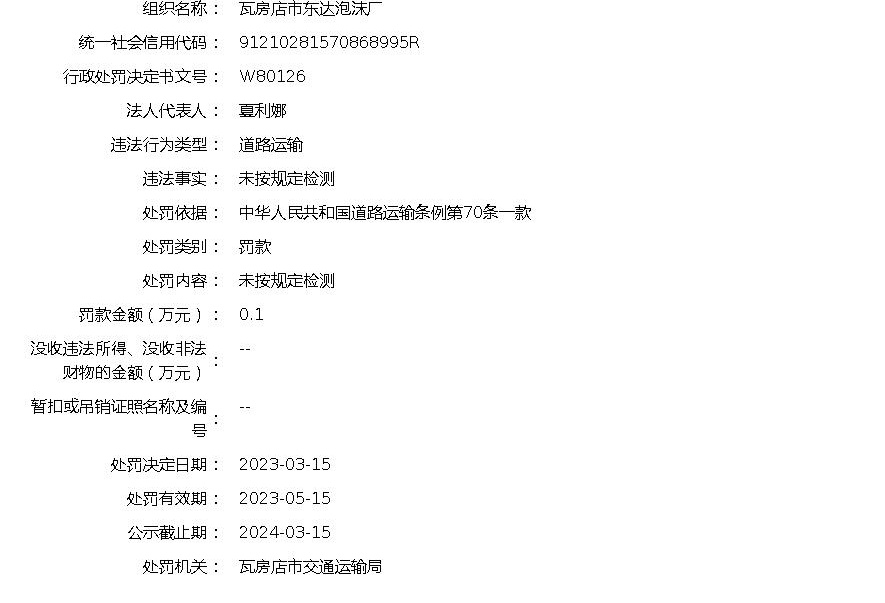 组织名称： 瓦房店市东达泡沫厂
统一社会信用代码： 91210281570868995R
行政处罚决定书文号： W80126
法人代表人： 夏利娜
违法行为类型： 道路运输
违法事实： 未按规定检测
处罚依据： 中华人民共和国道路运输条例第70条一款
处罚类别： 罚款
处罚内容： 未按规定检测
罚款金额（万元）： 0.1
没收违法所得、没收非法
财物的金额（万元）： --
暂扣或吊销证照名称及编
号： --
处罚决定日期： 2023-03-15
处罚有效期： 2023-05-15
公示截止期： 2024-03-15
处罚机关： 瓦房店市交通运输局